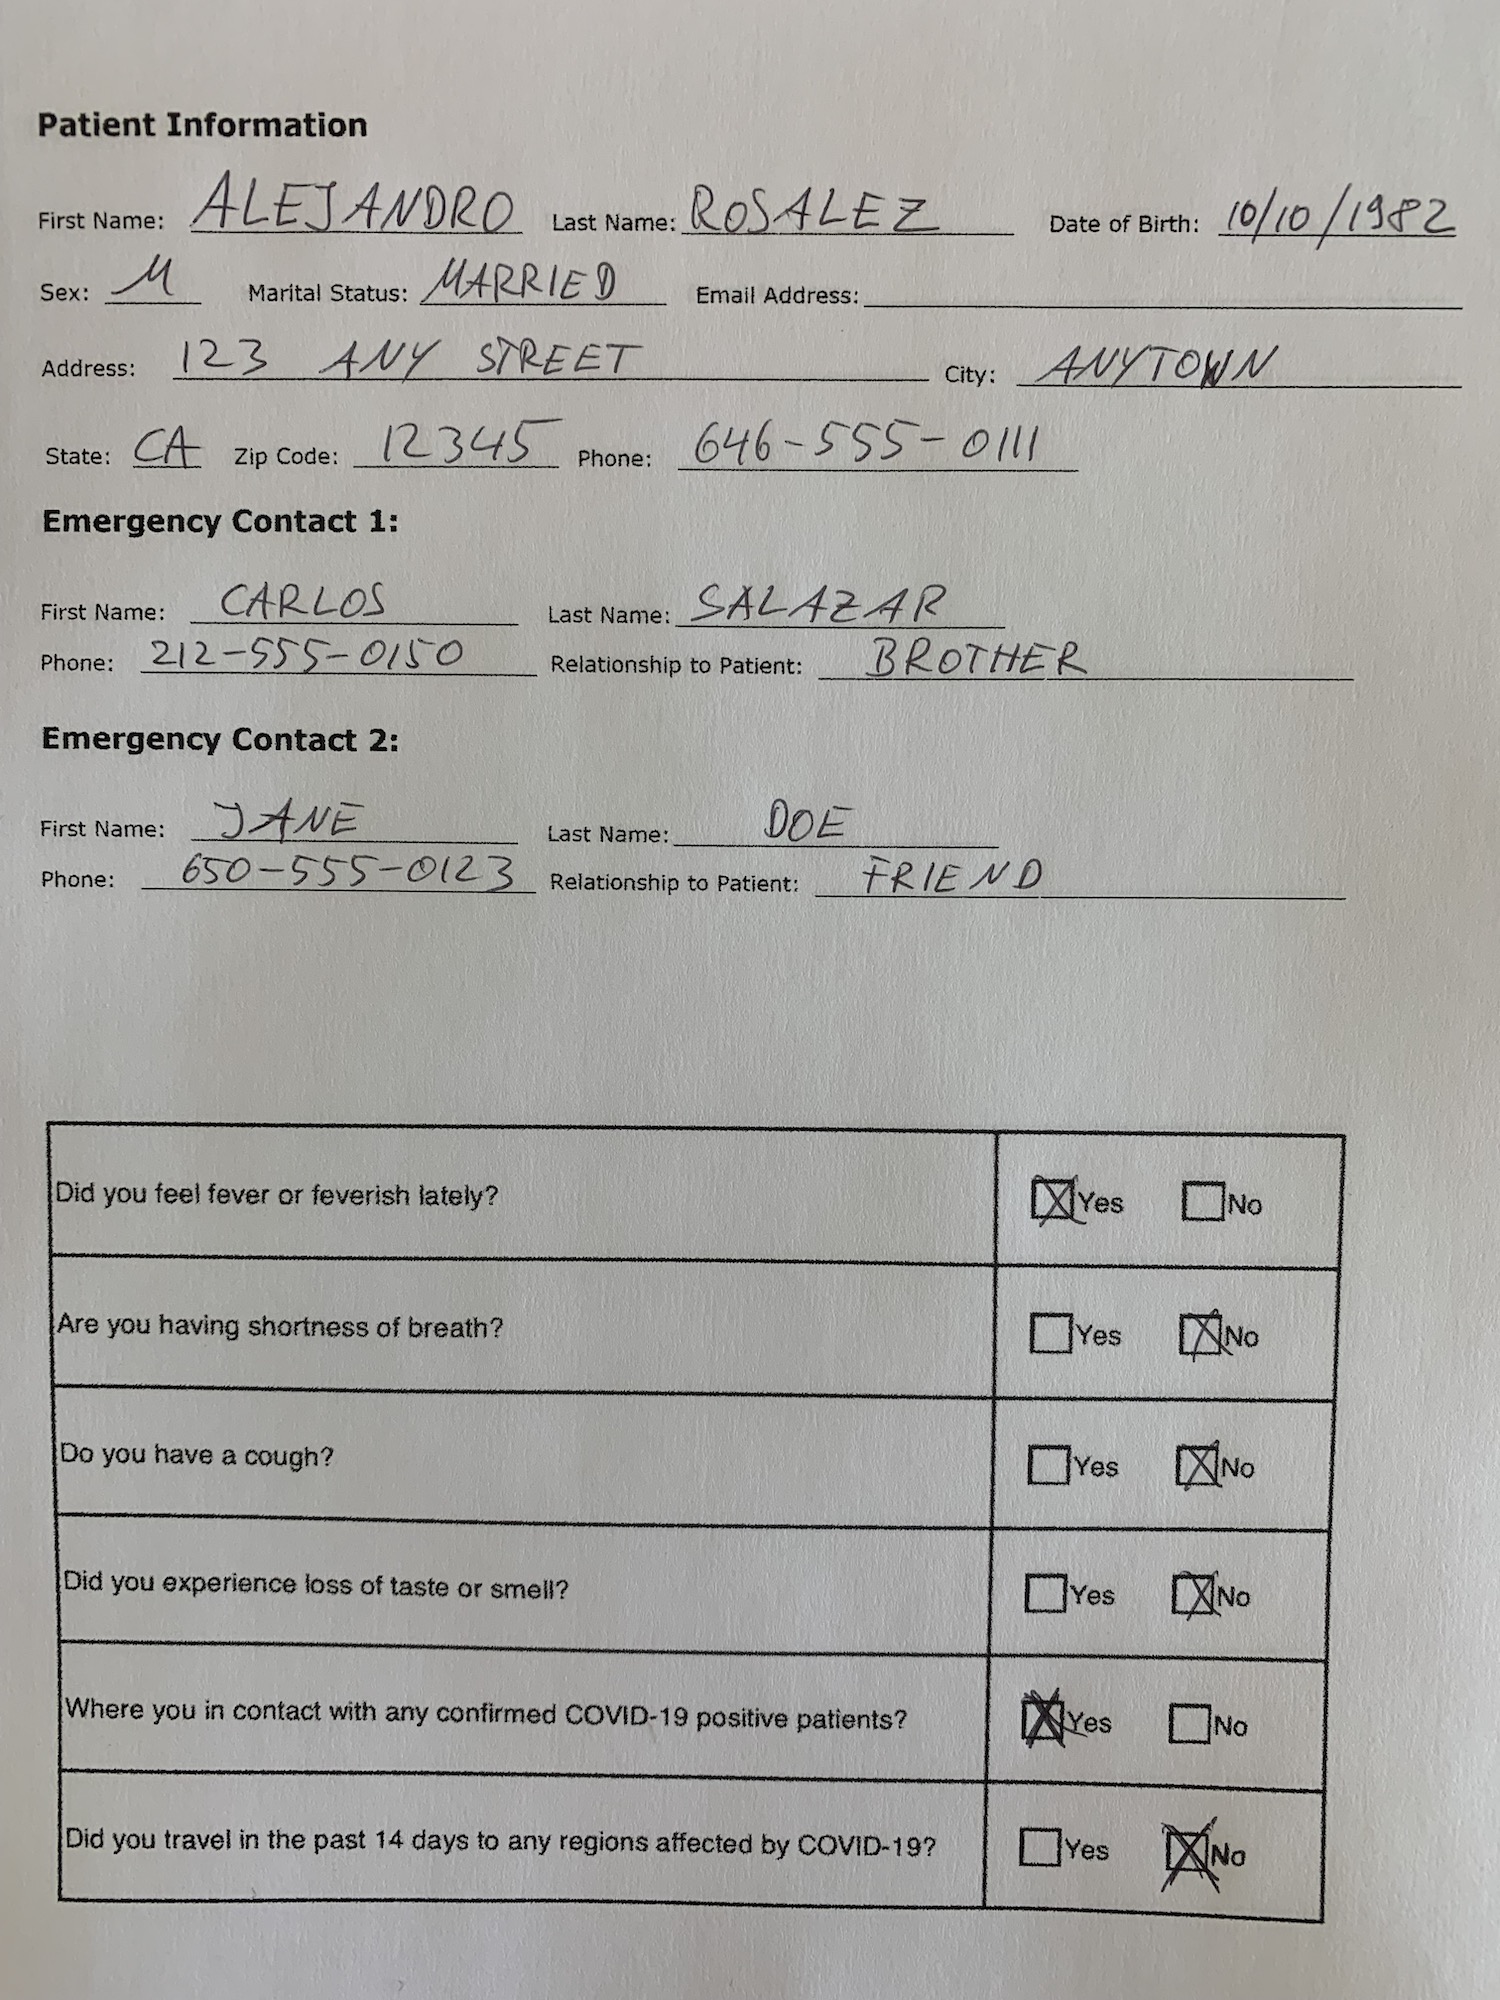 Patient Information
First Name: ALEJANDRO Last Name: ROSALEZ Date of Birth: 10/10/1982
Sex: M Marital Status: MARRIED Email Address:
Address: 123 ANY STREET City: ANYTOWN
State: CA Zip Code: 12345 Phone: 646-555-0111
Emergency Contact 1:
First Name: CARLOS Last Name: SALAZAR
Phone: 212-555-0150 Relationship to Patient: BROTHER
Emergency Contact 2:
First Name: JANE Last Name: DOE
Phone: 650-555-0123 Relationship to Patient: FRIEND
Did you feel fever or feverish lately? Yes No
Are you having shortness of breath? Yes No
Do you have a cough? Yes No
Did you experience loss of taste or smell? Yes No
Where you in contact with any confirmed COVID-19 positive patients? Yes No
Did you travel in the past 14 days to any regions affected by COVID-19? Yes No